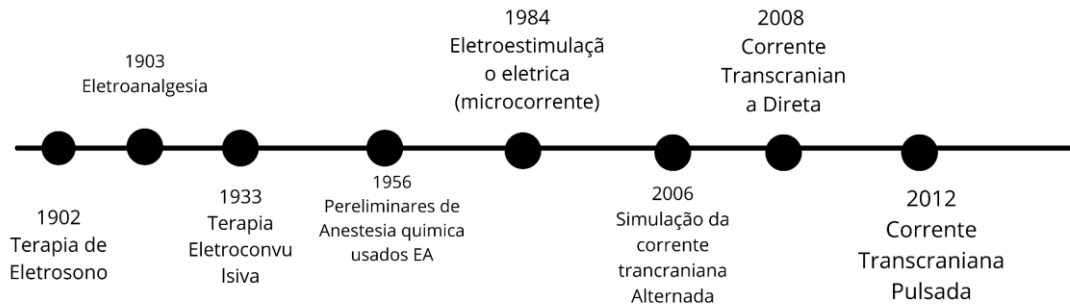 1902
Terapia de
Eletrosono
1903
Eletroanalgesia
1933
Terapia
Eletroconvu
lsiva
1956
Pereliminares de
Anestesia quimica
usados EA
1984
Eletroestimulaçã
o eletrica
(microcorrente)
2006
Simulação da
corrente
trancraniana
Alternada
2008
Corrente
Transcranian
a Direta
2012
Corrente
Transcraniana
Pulsada